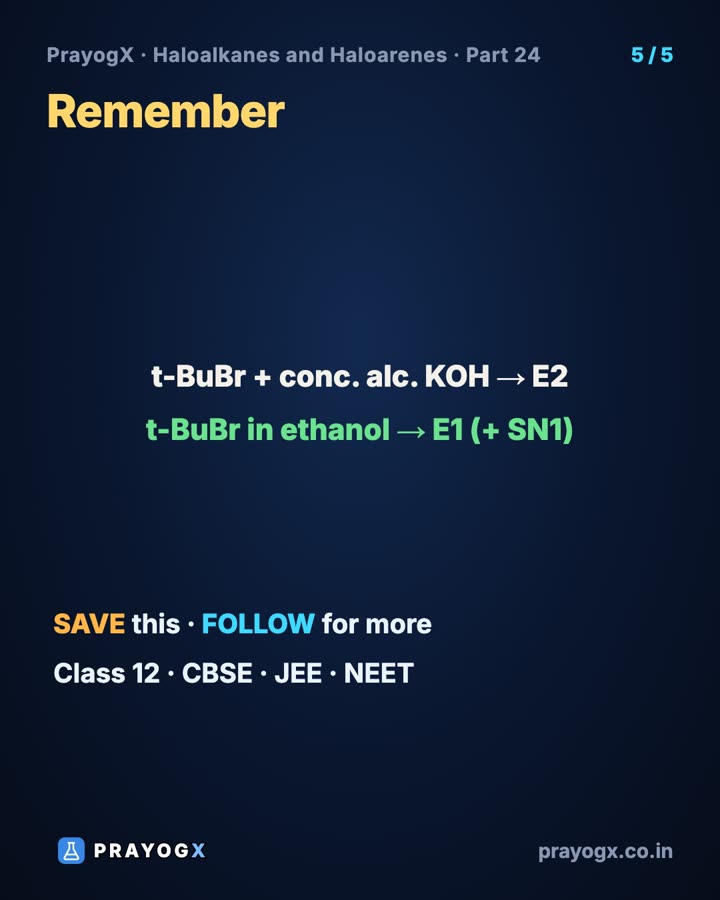 PrayogX · Haloalkanes and Haloarenes · Part 24
5 / 5
Remember
t-BuBr + conc. alc. KOH → E2
t-BuBr in ethanol → E1 (+ SN1)
SAVE this · FOLLOW for more
Class 12 · CBSE · JEE · NEET
PRAYOGX
prayogx.co.in